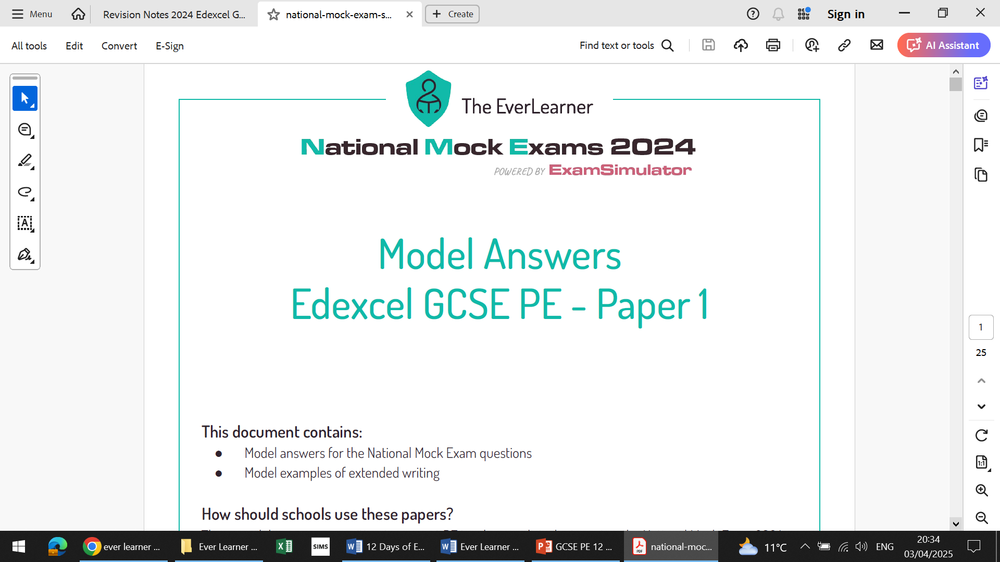 Menu
Revision Notes 2024 Edexcel G...
national-mock-exam-s...
Create
Sign in
All tools
Edit
Convert
E-Sign
Find text or tools
AI Assistant
The EverLearner
National Mock Exams 2024
POWERED BY ExamSimulator
Model Answers
Edexcel GCSE PE - Paper 1
This document contains:
● Model answers for the National Mock Exam questions
● Model examples of extended writing
How should schools use these papers?
1
25
ever learner ...
Ever Learner ...
SIMS
12 Days of E...
Ever Learner ...
GCSE PE 12 ...
national-moc...
11°C
ENG
20:34
03/04/2025